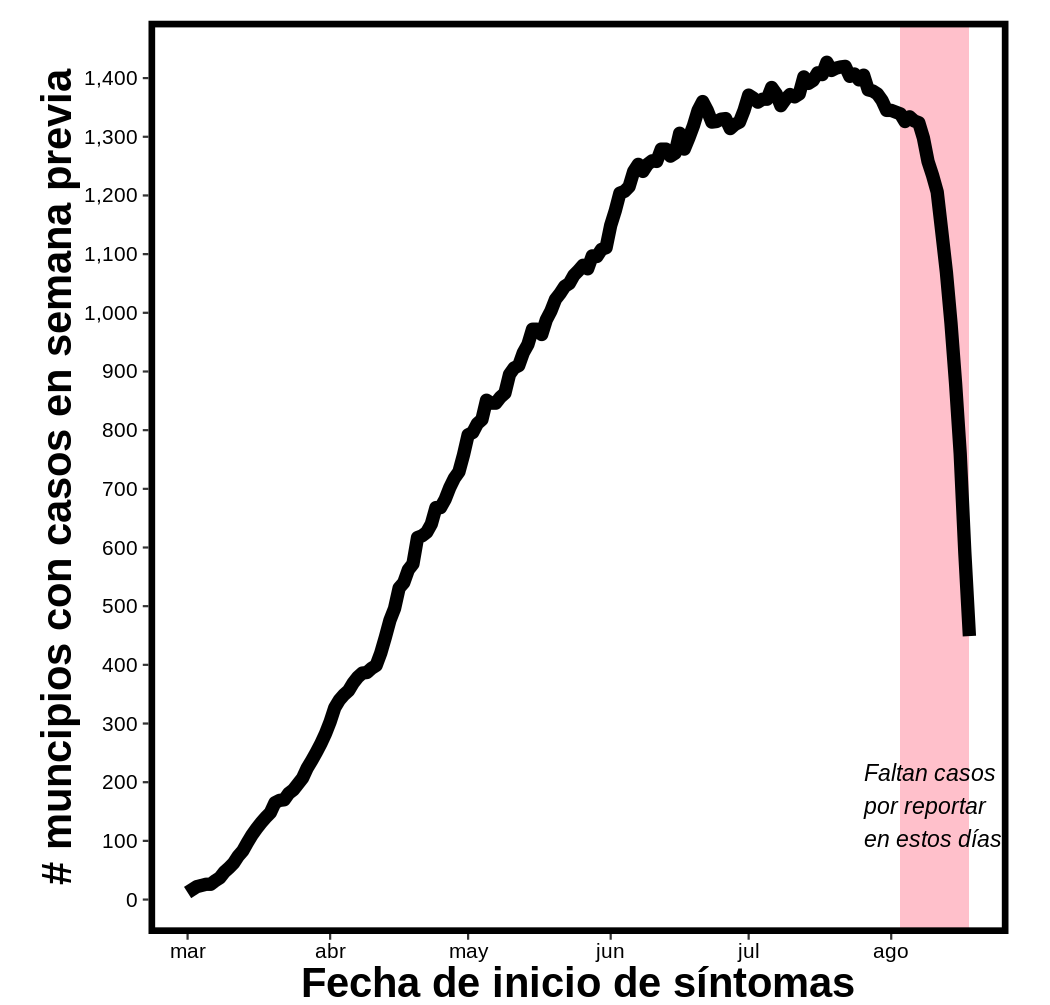 # muncipios con casos en semana previa
1,400
1,300
1,200
1,100
1,000
900
800
700
600
500
400
300
200
100
0
Faltan casos
por reportar
en estos días
mar abr may jun jul ago
Fecha de inicio de síntomas